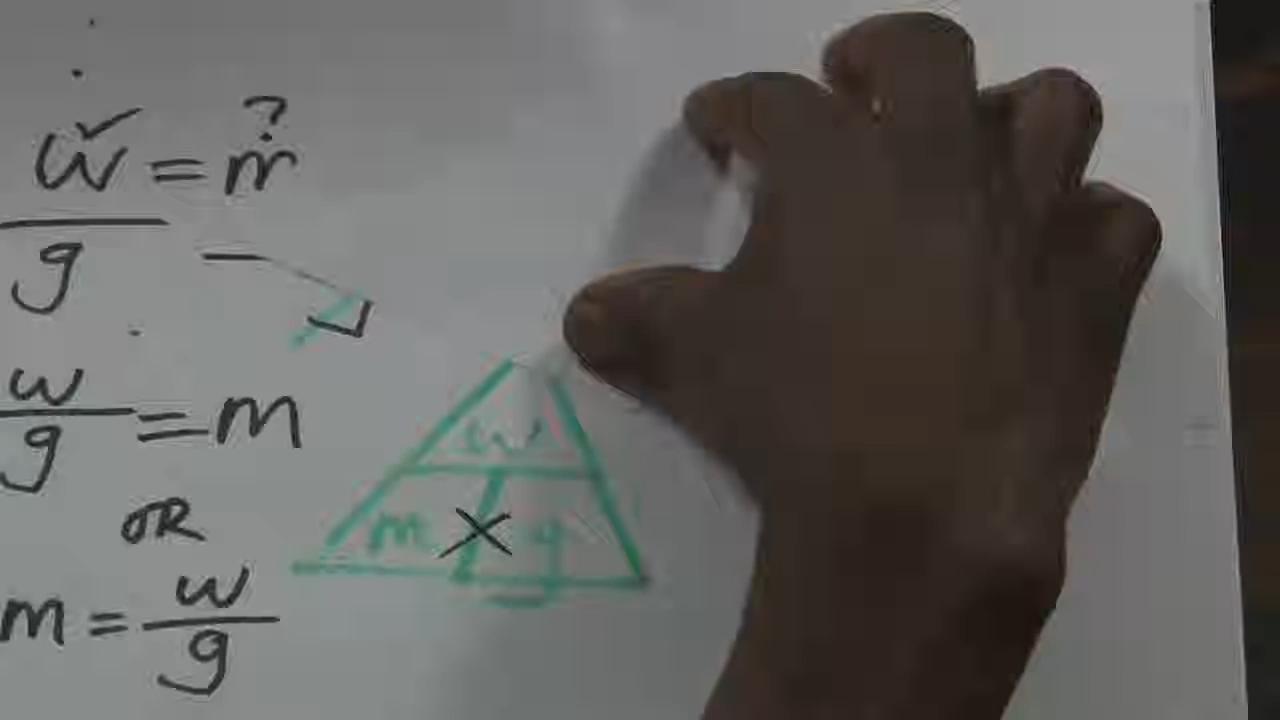 w = m?
g
w/g = m
OR
m = w/g
w
m × g